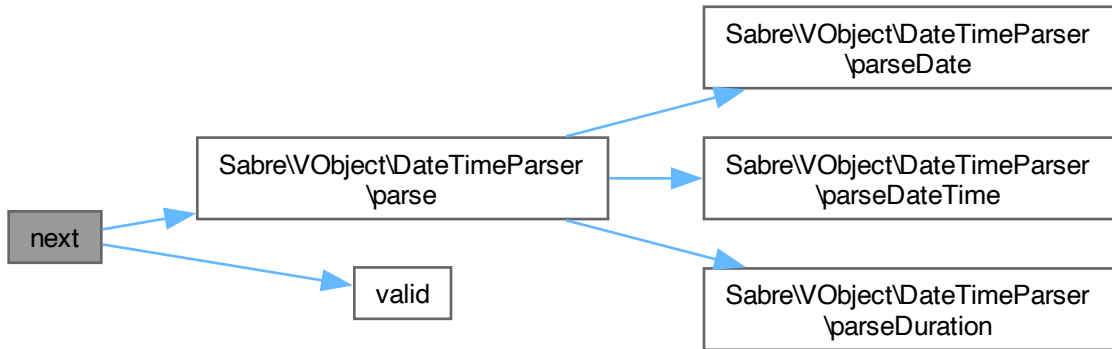 next
Sabre\VObject\DateTimeParser
\parse
valid
Sabre\VObject\DateTimeParser
\parseDate
Sabre\VObject\DateTimeParser
\parseDateTime
Sabre\VObject\DateTimeParser
\parseDuration